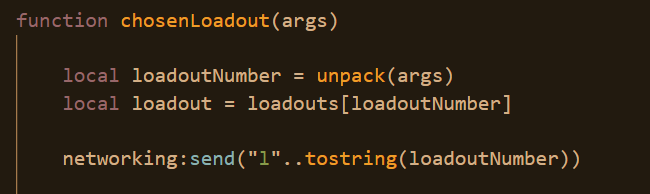 function chosenLoadout(args)
local loadoutNumber = unpack(args)
local loadout = loadouts[loadoutNumber]
networking:send("l"..tostring(loadoutNumber))